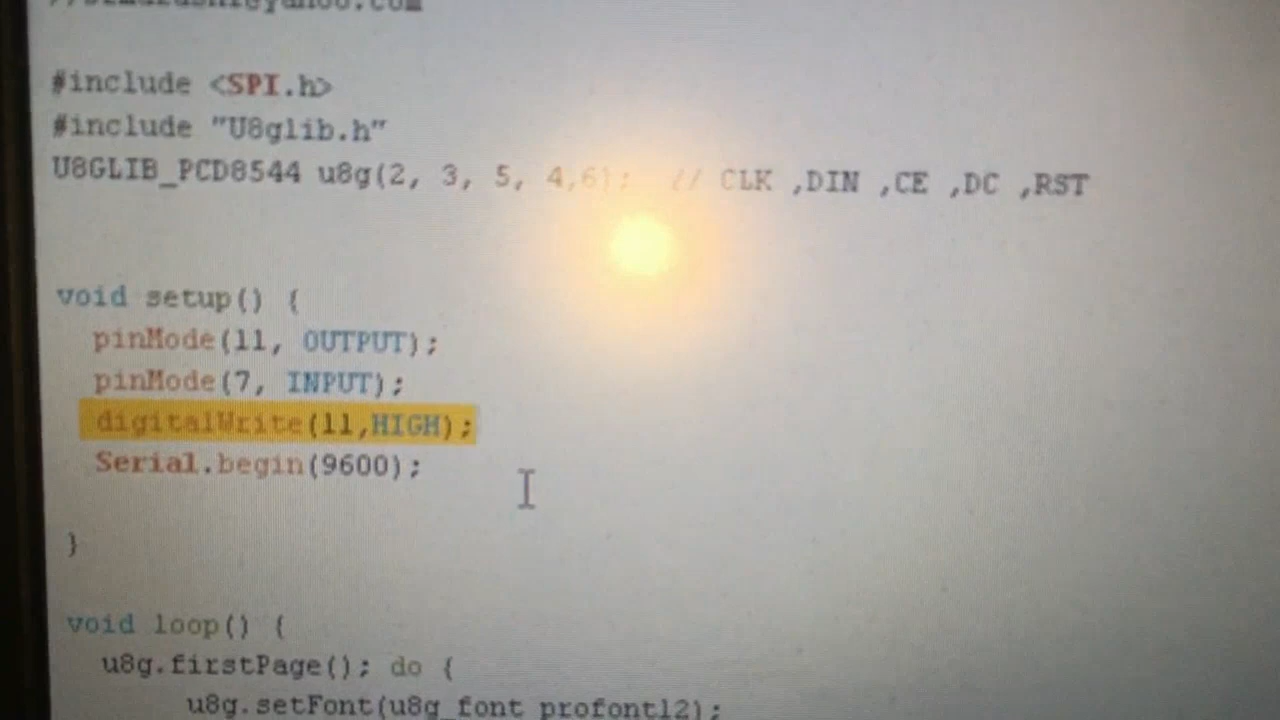 #include <SPI.h>
#include "U8glib.h"
U8GLIB_PCD8544 u8g(2, 3, 5, 4,6);  // CLK ,DIN ,CE ,DC ,RST
void setup() {
pinMode(11, OUTPUT);
pinMode(7, INPUT);
digitalWrite(11,HIGH);
Serial.begin(9600);
}
void loop() {
u8g.firstPage(); do {
u8g.setFont(u8g_font_profont12);